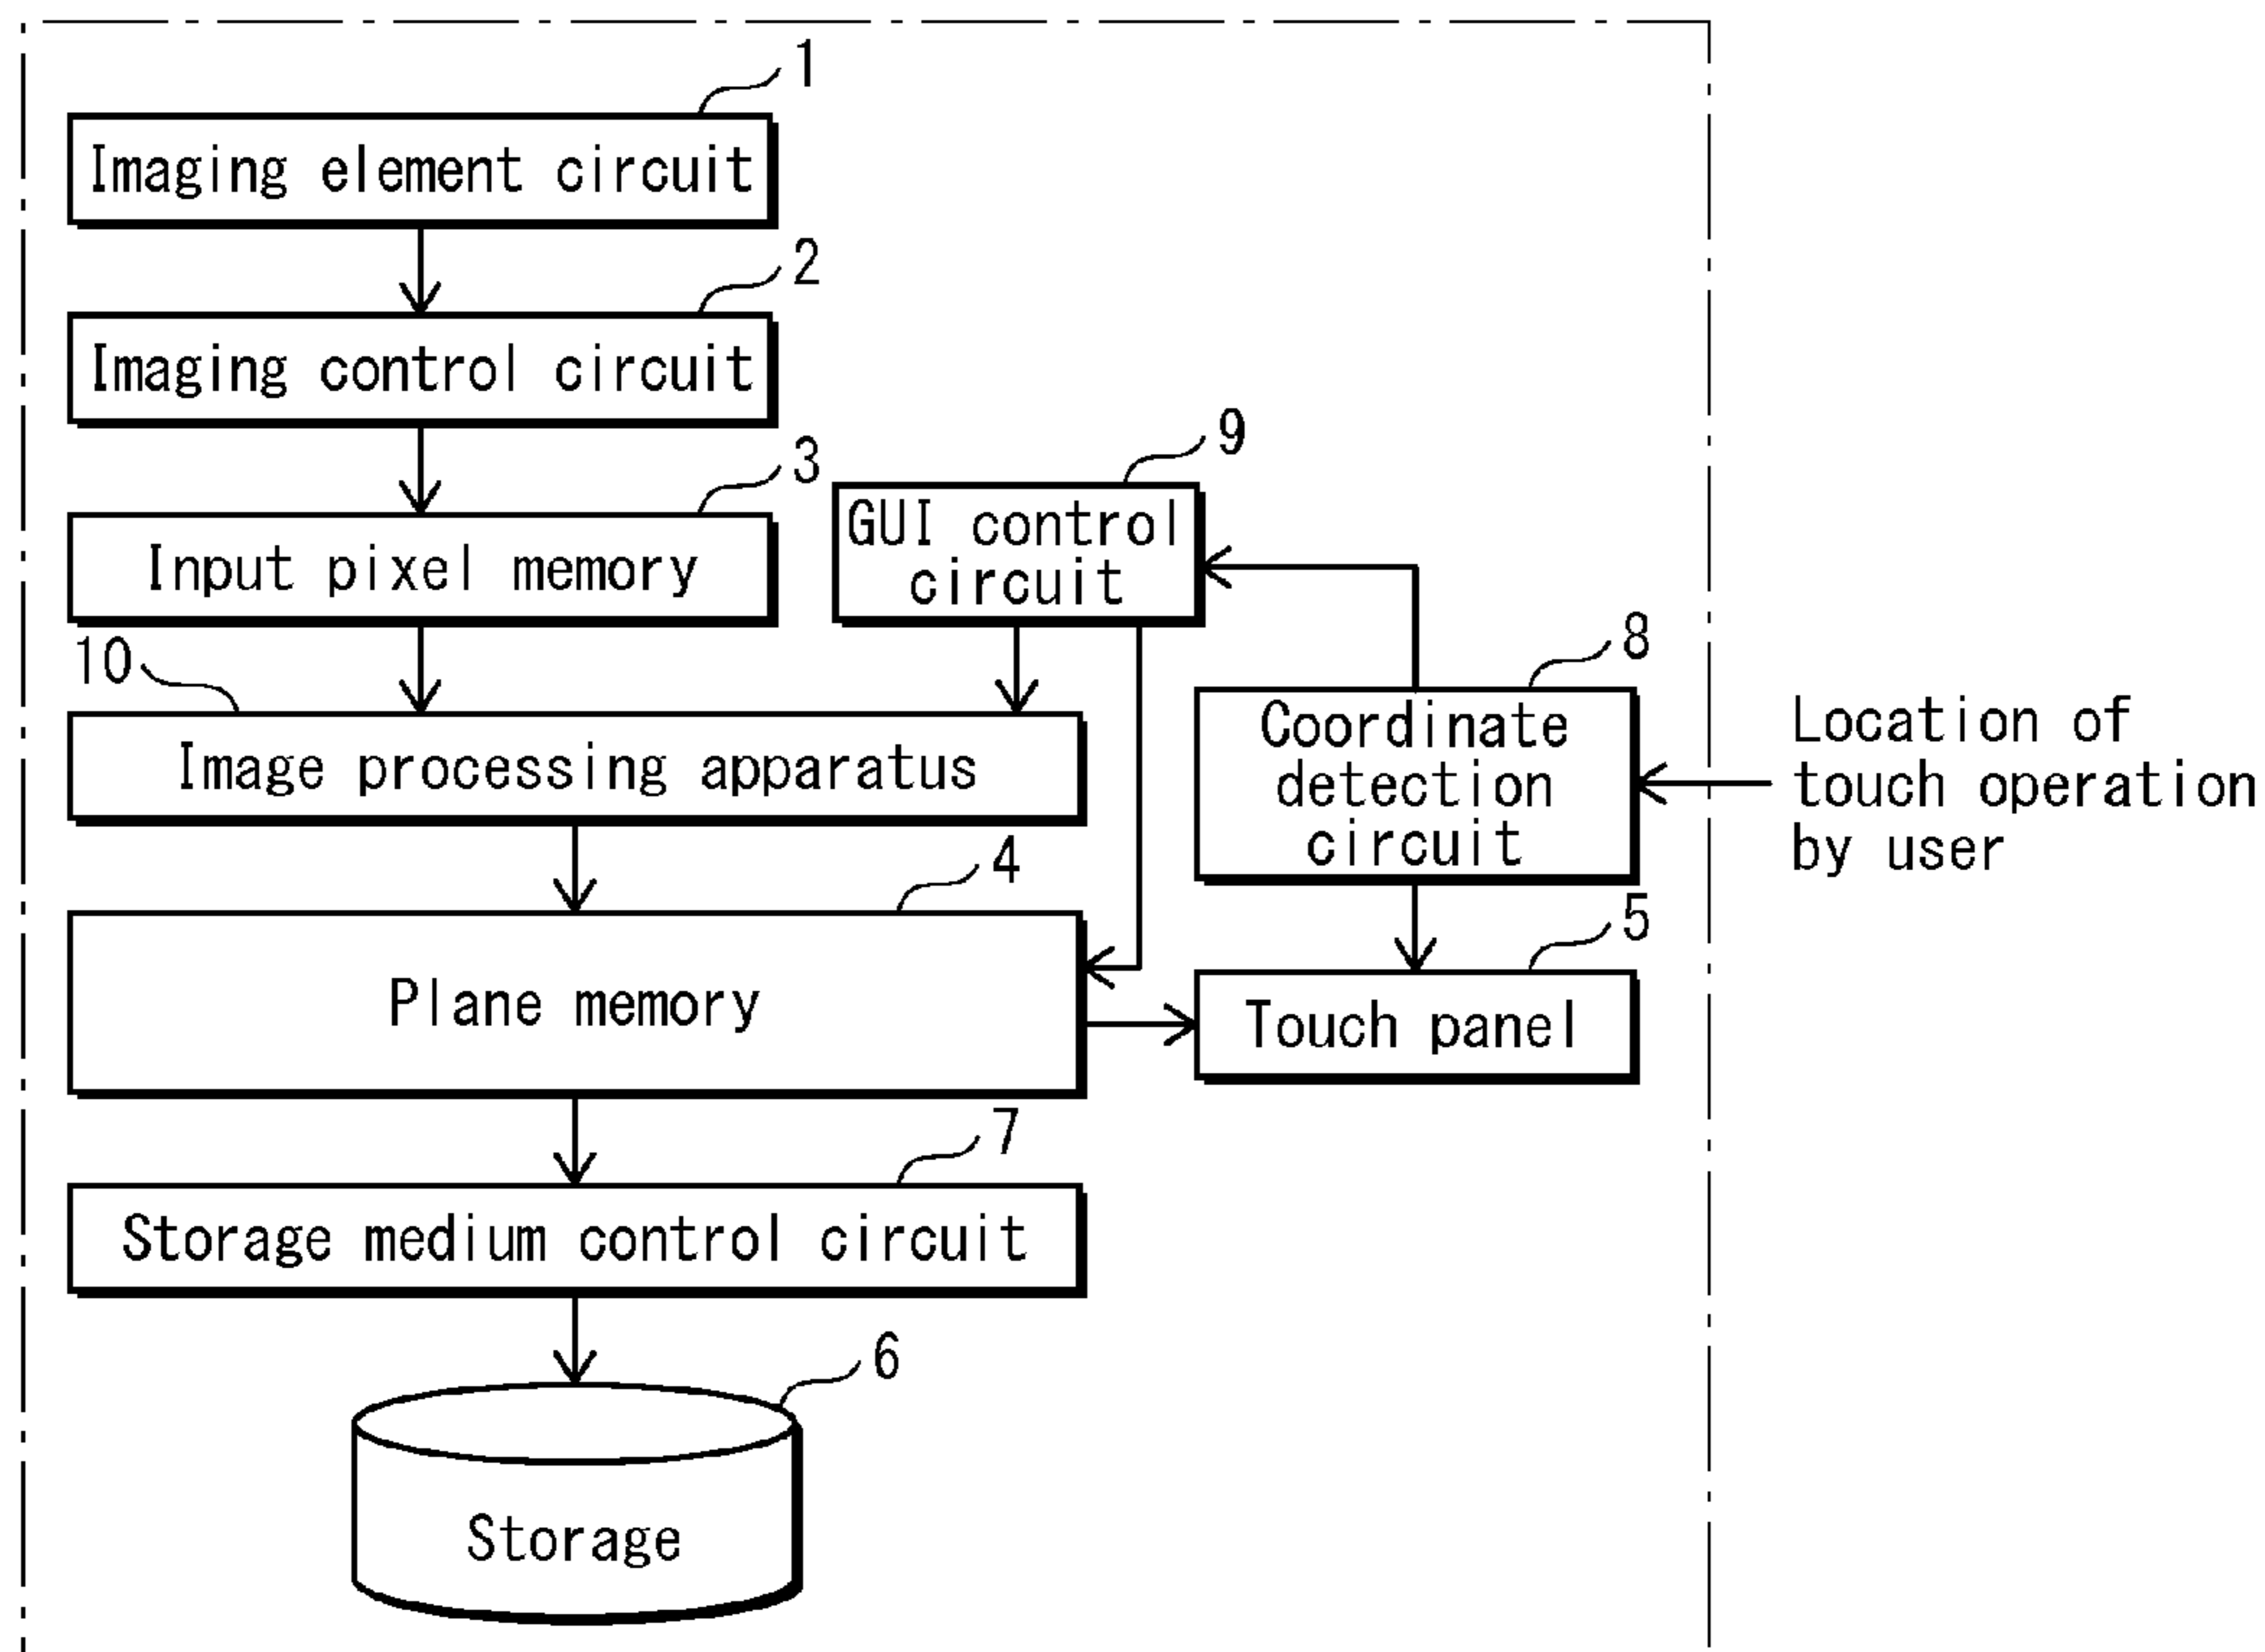 1
Imaging element circuit
2
Imaging control circuit
3
Input pixel memory
9
GUI control
circuit
10
Image processing apparatus
8
Coordinate
detection
circuit
Location of
touch operation
by user
4
Plane memory
5
Touch panel
7
Storage medium control circuit
6
Storage